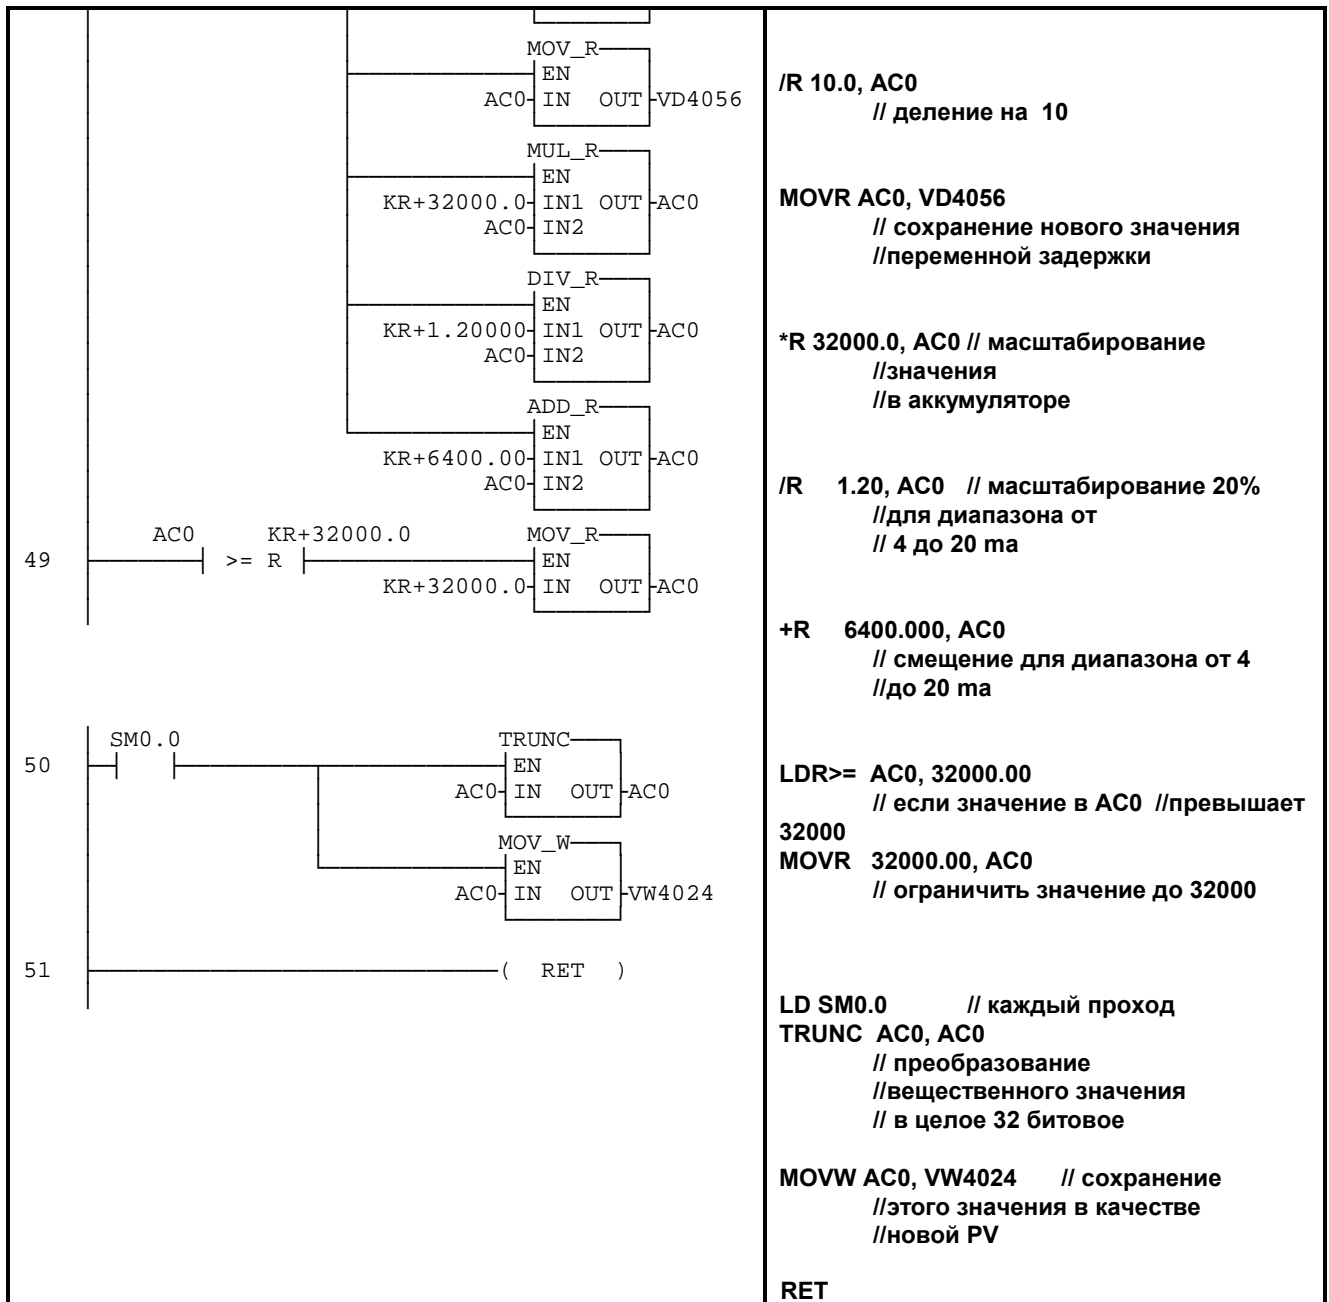 MOV_R
EN
AC0 IN OUT VD4056
MUL_R
EN
KR+32000.0 IN1 OUT AC0
AC0 IN2
DIV_R
EN
KR+1.20000 IN1 OUT AC0
AC0 IN2
ADD_R
EN
KR+6400.00 IN1 OUT AC0
AC0 IN2
AC0 KR+32000.0 MOV_R
49 >= R EN
KR+32000.0 IN OUT AC0
SM0.0 TRUNC
50 EN
AC0 IN OUT AC0
MOV_W
EN
AC0 IN OUT VW4024
51 ( RET )
/R 10.0, AC0
// деление на 10
MOVR AC0, VD4056
// сохранение нового значения
//переменной задержки
*R 32000.0, AC0 // масштабирование
//значения
//в аккумуляторе
/R 1.20, AC0 // масштабирование 20%
//для диапазона от
// 4 до 20 ma
+R 6400.000, AC0
// смещение для диапазона от 4
//до 20 ma
LDR>= AC0, 32000.00
// если значение в AC0 //превышает
32000
MOVR 32000.00, AC0
// ограничить значение до 32000
LD SM0.0 // каждый проход
TRUNC AC0, AC0
// преобразование
//вещественного значения
// в целое 32 битовое
MOVW AC0, VW4024 // сохранение
//этого значения в качестве
//новой PV
RET